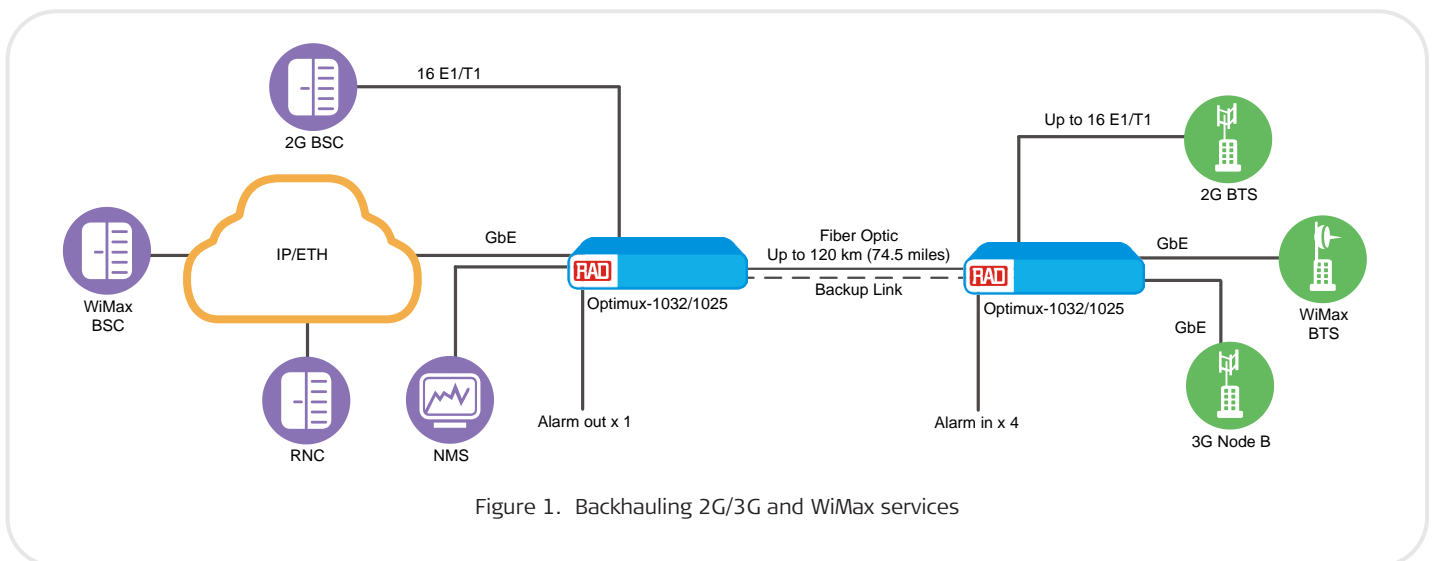 16 E1/T1
2G BSC
Up to 16 E1/T1
2G BTS
IP/ETH
GbE
Fiber Optic
Up to 120 km (74.5 miles)
Backup Link
GbE
RAD
Optimux-1032/1025
RAD
Optimux-1032/1025
WiMax
BSC
WiMax
BTS
GbE
Alarm out x 1
Alarm in x 4
RNC
NMS
3G Node B
Figure 1. Backhauling 2G/3G and WiMax services